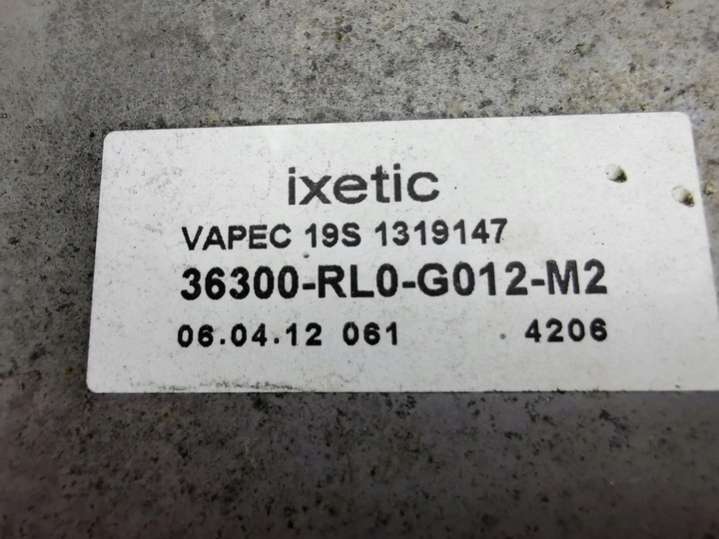 ixetic
VAPEC 19S 1319147
36300-RL0-G012-M2
06.04.12 061 4206